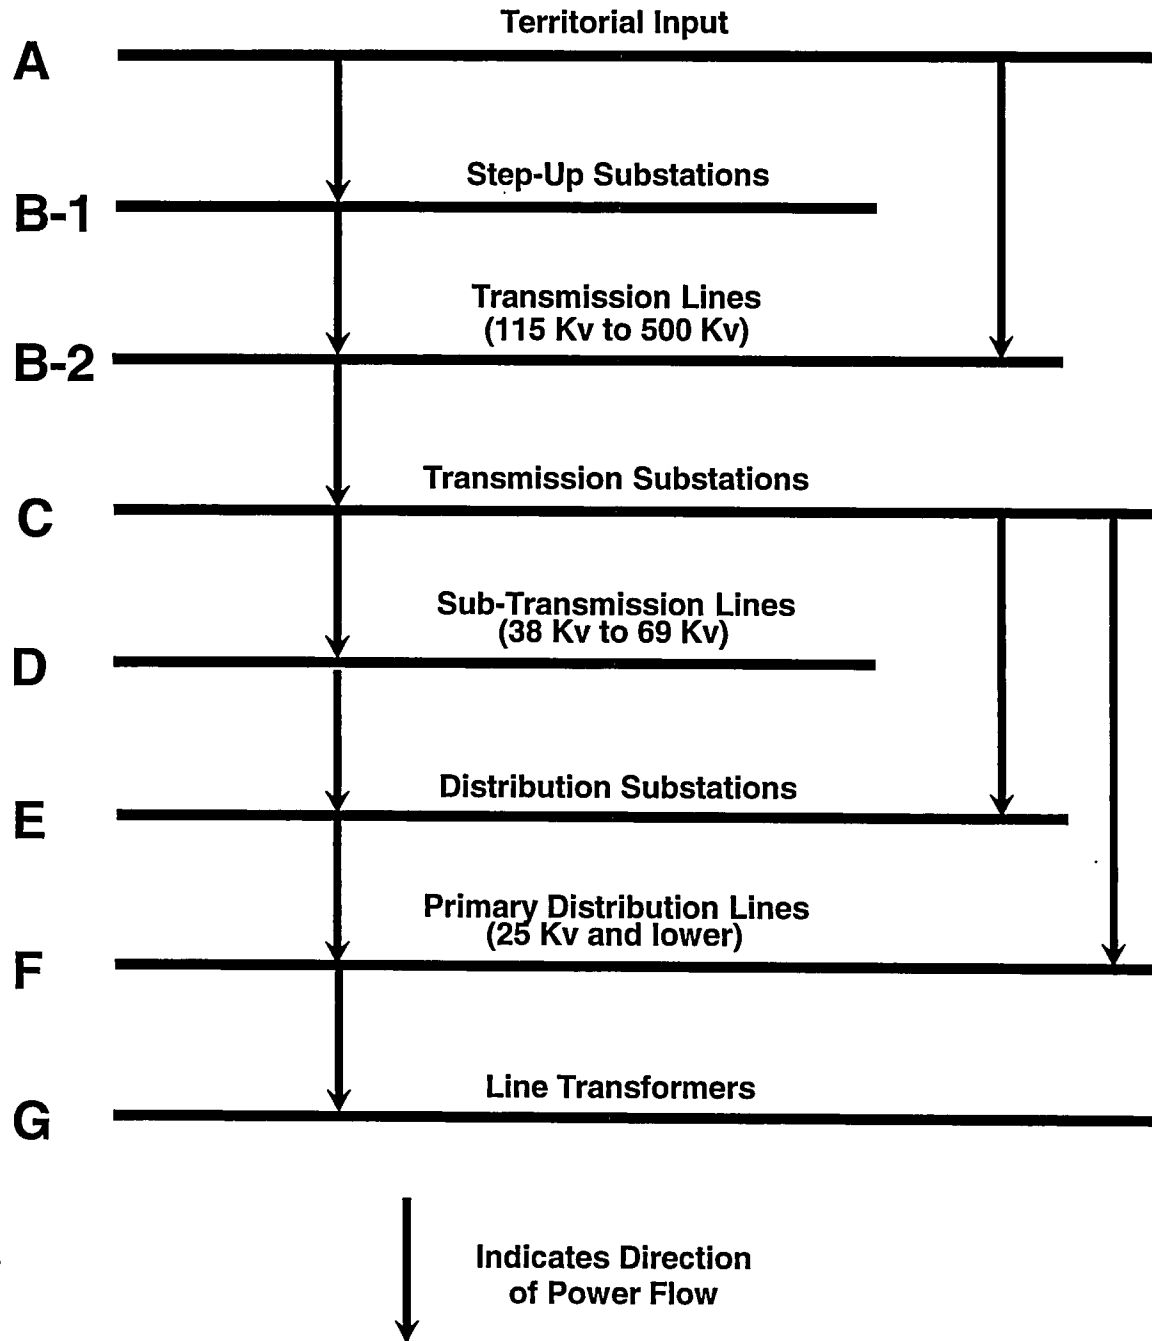 Territorial Input
A
Step-Up Substations
B-1
Transmission Lines
(115 Kv to 500 Kv)
B-2
Transmission Substations
C
Sub-Transmission Lines
(38 Kv to 69 Kv)
D
Distribution Substations
E
Primary Distribution Lines
(25 Kv and lower)
F
Line Transformers
G
Indicates Direction
of Power Flow